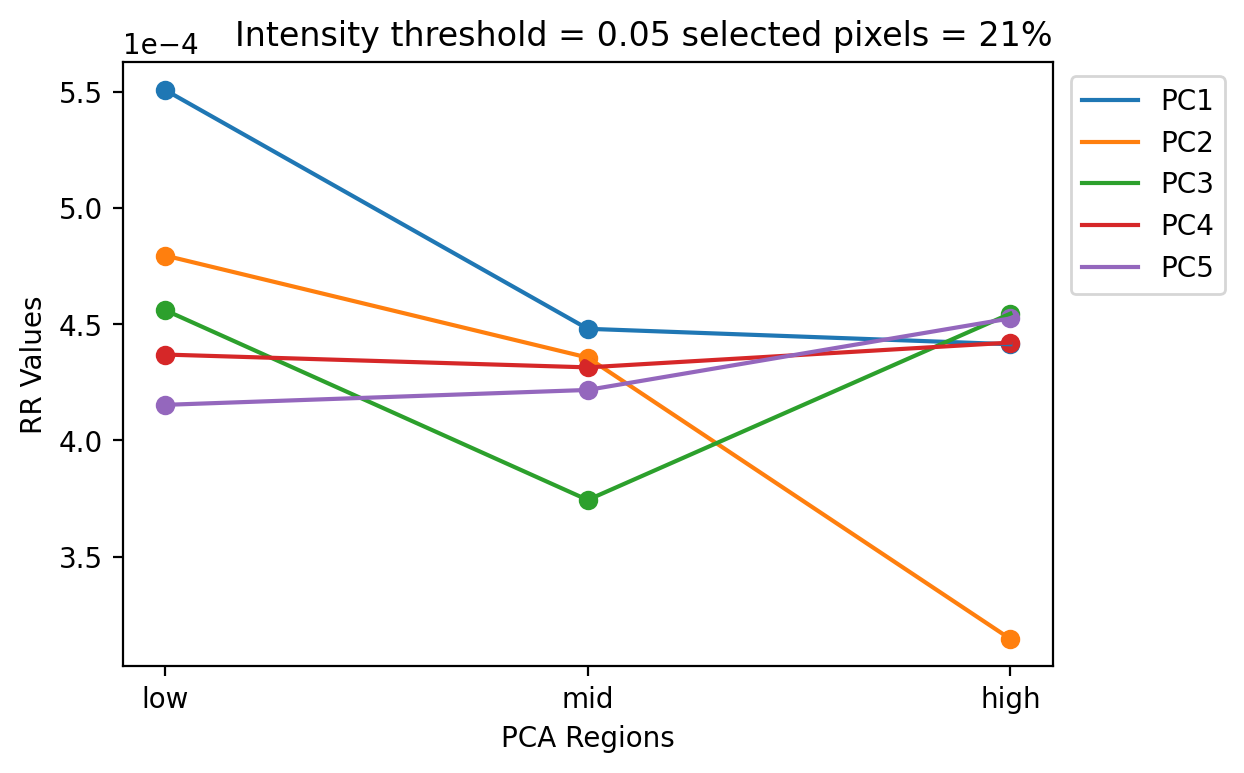 Intensity threshold = 0.05 selected pixels = 21%
1e−4
5.5
5.0
4.5
4.0
3.5
RR Values
low
mid
high
PCA Regions
PC1
PC2
PC3
PC4
PC5